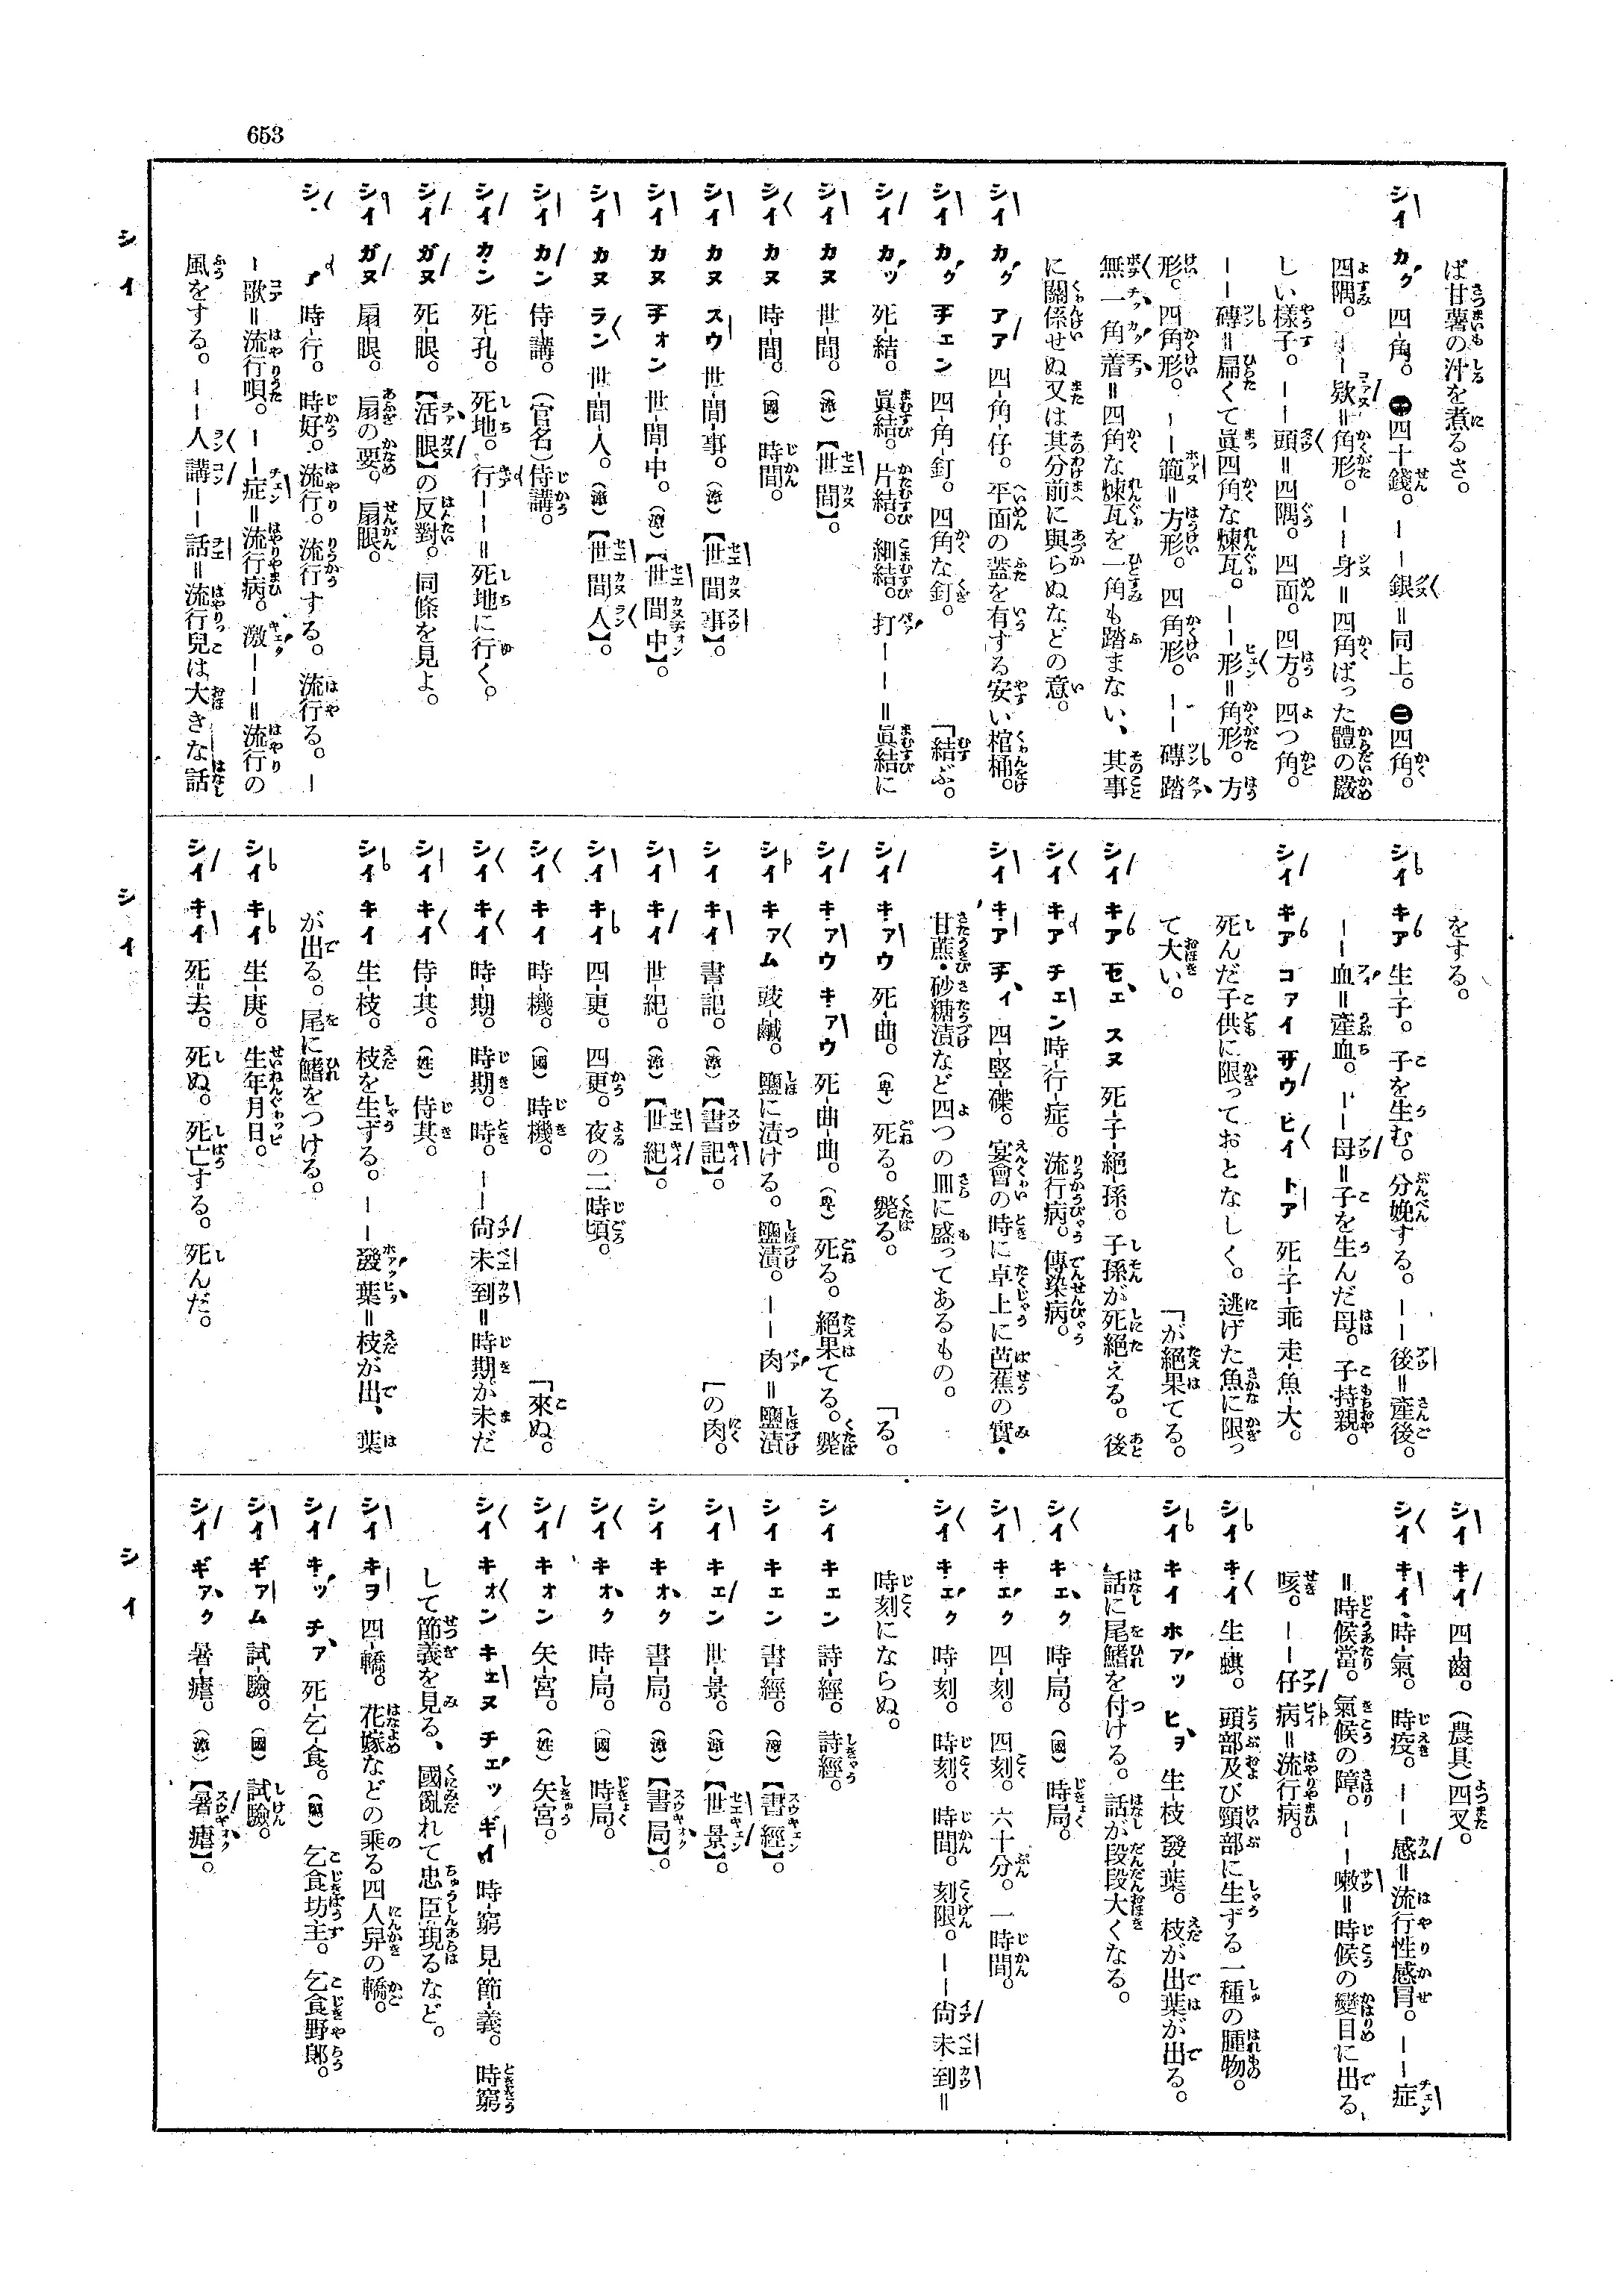 653
ば甘薯の汁を煮るさ。
シイ カク 四-角。㊀四十錢。――銀=同上。㊁四角。
四隅。――欵=角形。――身=四角ばった體の嚴
しい樣子。――頭=四隅。四面。四方。四つ角。
――磚=扁くて眞四角な煉瓦。――形=角形。方
形。四角形。――範=方形。四角形。――磚踏
無一角着=四角な煉瓦を一角も踏まない、其事
に關係せぬ又は其分前に與らぬなどの意。
シイ カク アア 四-角-仔。平面の蓋を有する安い棺桶。
シイ カク チェン 四-角-釘。四角な釘。
シイ カッ 死-結。眞結。片結。細結。打――=眞結に
「結ぶ。
シイ カヌ 世-間。(漳)【世間】。
シイ カヌ 時-間。(國)時間。
シイ カヌ スウ 世-間-事。(漳)【世間事】。
シイ カヌ チォン 世-間-中。(漳)【世間中】。
シイ カヌ ラン 世-間-人。(漳)【世間人】。
シイ カン 侍-講。(官名)侍講。
シイ カン 死-孔。死地。行――=死地に行く。
シイ ガヌ 死-眼。【活眼】の反對。同條を見よ。
シイ ガヌ 扇-眼。扇の要。扇眼。
時-行。時好。流行。流行する。流行る。―
―歌=流行唄。――症=流行病。激――=流行の
風をする。――人講――話=流行兒は大きな話
をする。
シイ キア 生-子。子を生む。分娩する。――後=產後。
――血=產血。――母=子を生んだ母。子持親。
シイ キア コァイ サウ ヒイ トア 死-子-乖 走-魚-大。
死んだ子供に限っておとなしく。逃げた魚に限っ
て大い。
シイ キア セェ スヌ 死-子-絕-孫。子孫が死絕える。後
「が絕果てる。
シイ キア チェン 時-行-症。流行病。傳染病。
シイ キア チィ 四-竪-碟。宴會の時に卓上に芭蕉の實・
甘蔗・砂糖漬など四つの皿に盛ってあるもの。
シイ キァウ 死-曲。(卑)死る。斃る。
シイ キァウ キァウ 死-曲-曲。(卑)死る。絕果てる。斃
「る。
シイ キァム 豉-鹹。鹽に漬ける。鹽漬。――肉=鹽漬
「の肉。
シイ キイ 書-記。(漳)【書記】。
シイ キイ 世-紀。(漳)【世紀】。
シイ キイ 四-更。四更。夜の二時頃。
シイ キイ 時-機。(國)時機。
シイ キイ 時-期。時期。時。――尙未到=時期が未だ
「來ぬ。
シイ キイ 侍-其。(姓)侍其。
シイ キイ 生-枝。枝を生ずる。――發葉=枝が出、葉
が出る。尾に鰭をつける。
シイ キイ 生-庚。生年月日。
シイ キイ 死-去。死ぬ。死亡する。死んだ。
シイ キイ 四-齒。(農具)四叉。
シイ キイ 時-氣。時疫。――感=流行性感冒。――症
=時候當。氣候の障。――嗽=時候の變目に出る
咳。――仔病=流行病。
シイ キイ 生-蜞。頭部及び頸部に生ずる一種の腫物。
シイ キイ ホァッ ヒョ 生-枝 發-葉。枝が出葉が出る。
話に尾鰭を付ける。話が段段大くなる。
シイ キェク 時-局。(國)時局。
シイ キェク 四-刻。四刻。六十分。一時間。
シイ キェク 時-刻。時刻。時間。刻限。――尙未到=
時刻にならぬ。
シイ キェン 詩-經。詩經。
シイ キェン 書-經。(漳)【書經】。
シイ キェン 世-景。(漳)【世景】。
シイ キォク 書-局。(漳)【書局】。
シイ キォク 時-局。(國)時局。
シイ キォン 矢-宮。(姓)矢宮。
シイ キォン キェヌ チェッ ギイ 時-窮 見-節-義。時窮
して節義を見る、國亂れて忠臣現るなど。
シイ キヲ 四-轎。花嫁などの乘る四人舁の轎。
シイ キッ チァ 死-乞-食。(罵)乞食坊主。乞食野郞。
シイ ギァム 試-驗。(國)試驗。
シイ ギァク 暑-瘧。(漳)【暑瘧】。
シ イ
シ イ
シ イ